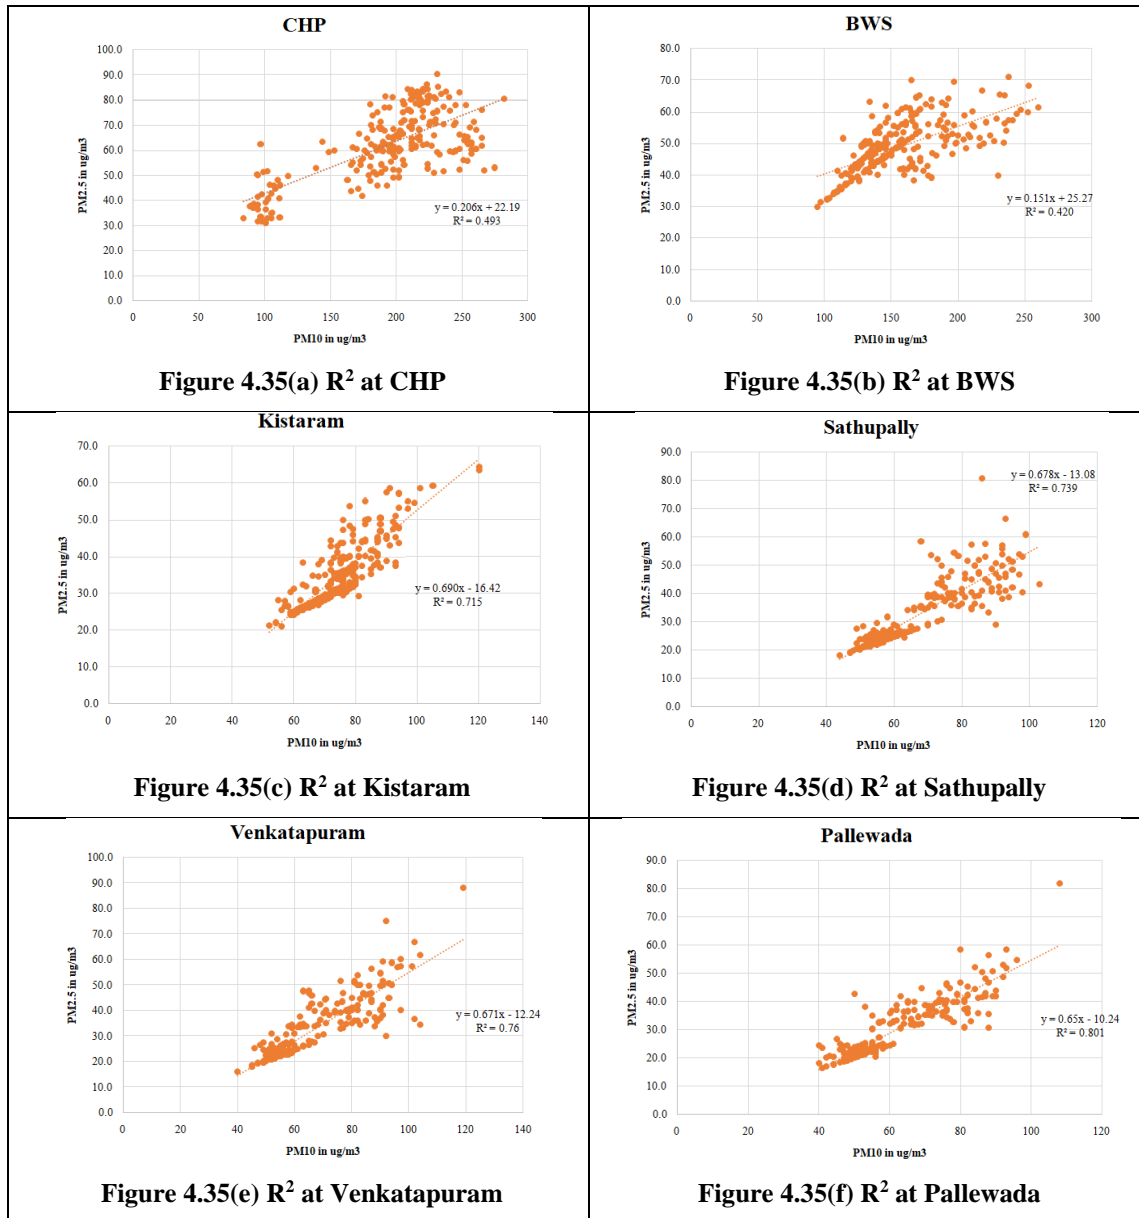 CHP
100.0
90.0
80.0
70.0
60.0
50.0
40.0
30.0
20.0
10.0
0.0
PM2.5 in ug/m3
y = 0.206x + 22.19
R² = 0.493
0 50 100 150 200 250 300
PM10 in ug/m3
Figure 4.35(a) R² at CHP
BWS
80.0
70.0
60.0
50.0
40.0
30.0
20.0
10.0
0.0
PM2.5 in ug/m3
y = 0.151x + 25.27
R² = 0.420
0 50 100 150 200 250 300
PM10 in ug/m3
Figure 4.35(b) R² at BWS
Kistaram
70.0
60.0
50.0
40.0
30.0
20.0
10.0
0.0
PM2.5 in ug/m3
y = 0.690x - 16.42
R² = 0.715
0 20 40 60 80 100 120 140
PM10 in ug/m3
Figure 4.35(c) R² at Kistaram
Sathupally
90.0
80.0
70.0
60.0
50.0
40.0
30.0
20.0
10.0
0.0
PM2.5 in ug/m3
y = 0.678x - 13.08
R² = 0.739
0 20 40 60 80 100 120
PM10 in ug/m3
Figure 4.35(d) R² at Sathupally
Venkatapuram
100.0
90.0
80.0
70.0
60.0
50.0
40.0
30.0
20.0
10.0
0.0
PM2.5 in ug/m3
y = 0.671x - 12.24
R² = 0.76
0 20 40 60 80 100 120 140
PM10 in ug/m3
Figure 4.35(e) R² at Venkatapuram
Pallewada
90.0
80.0
70.0
60.0
50.0
40.0
30.0
20.0
10.0
0.0
PM2.5 in ug/m3
y = 0.65x - 10.24
R² = 0.801
0 20 40 60 80 100 120
PM10 in ug/m3
Figure 4.35(f) R² at Pallewada